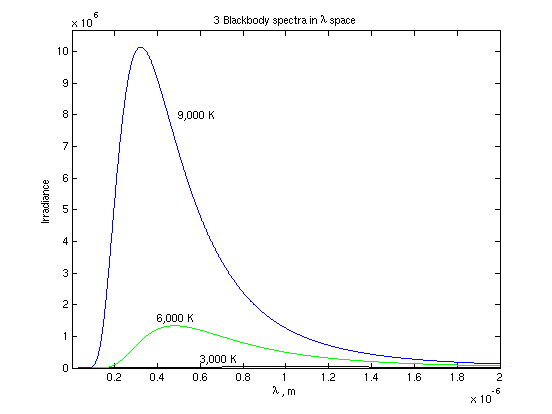 3 Blackbody spectra in λ space
x 10^6
10
9
8
7
6
5
4
3
2
1
0
Irradiance
9,000 K
6,000 K
3,000 K
0.2 0.4 0.6 0.8 1 1.2 1.4 1.6 1.8 2
λ , m
x 10^-6